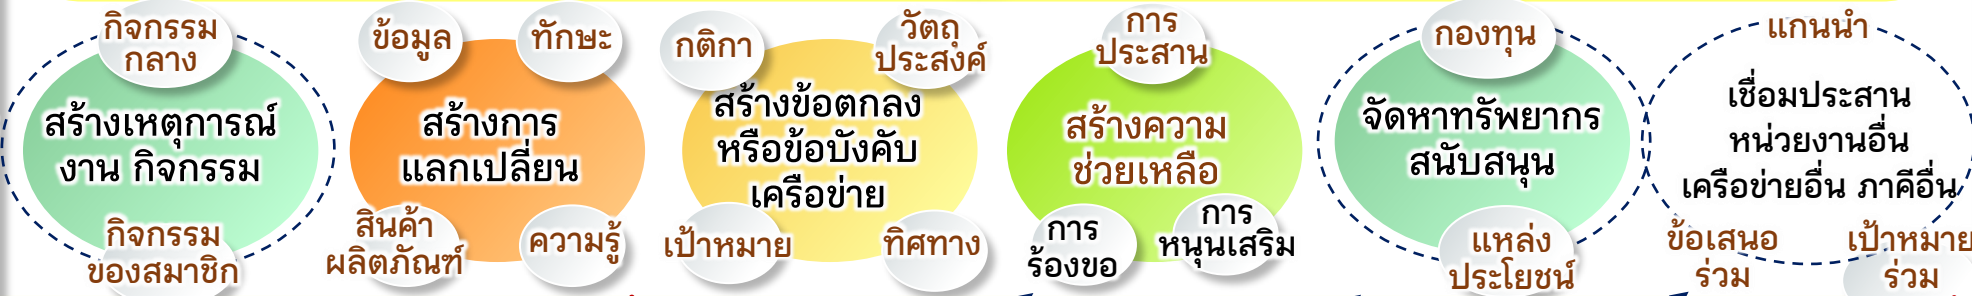 กิจกรรม
กลาง
สร้างเหตุการณ์
งาน กิจกรรม
กิจกรรม
ของสมาชิก
ข้อมูล
ทักษะ
สร้างการ
แลกเปลี่ยน
สินค้า
ผลิตภัณฑ์
ความรู้
กติกา
วัตถุ
ประสงค์
สร้างข้อตกลง
หรือข้อบังคับ
เครือข่าย
เป้าหมาย
ทิศทาง
การ
ประสาน
สร้างความ
ช่วยเหลือ
การ
ร้องขอ
การ
หนุนเสริม
กองทุน
จัดหาทรัพยากร
สนับสนุน
แหล่ง
ประโยชน์
แกนนำ
เชื่อมประสาน
หน่วยงานอื่น
เครือข่ายอื่น ภาคีอื่น
ข้อเสนอ
ร่วม
เป้าหมาย
ร่วม